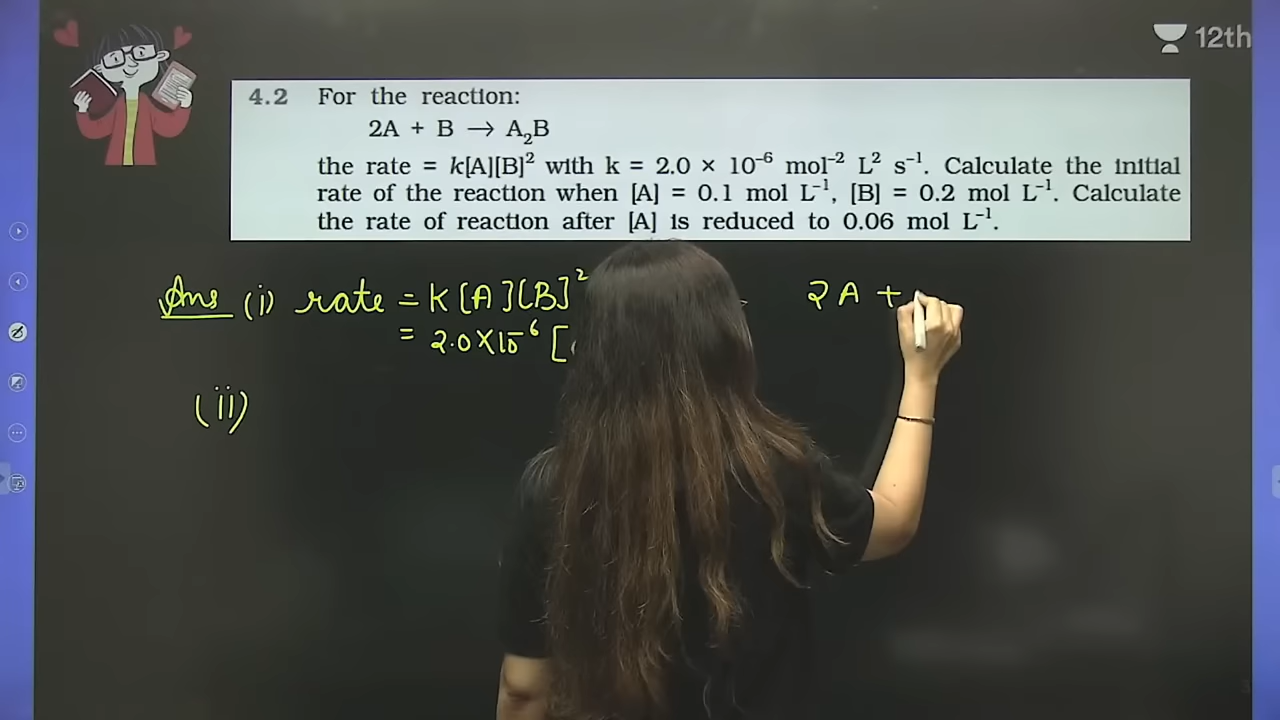 12th
4.2 For the reaction:
2A + B → A₂B
the rate = k[A][B]² with k = 2.0 × 10⁻⁶ mol⁻² L² s⁻¹. Calculate the initial
rate of the reaction when [A] = 0.1 mol L⁻¹, [B] = 0.2 mol L⁻¹. Calculate
the rate of reaction after [A] is reduced to 0.06 mol L⁻¹.
Ans (i) rate = K[A][B]² 2A +
= 2.0×10⁻⁶ [
(ii)